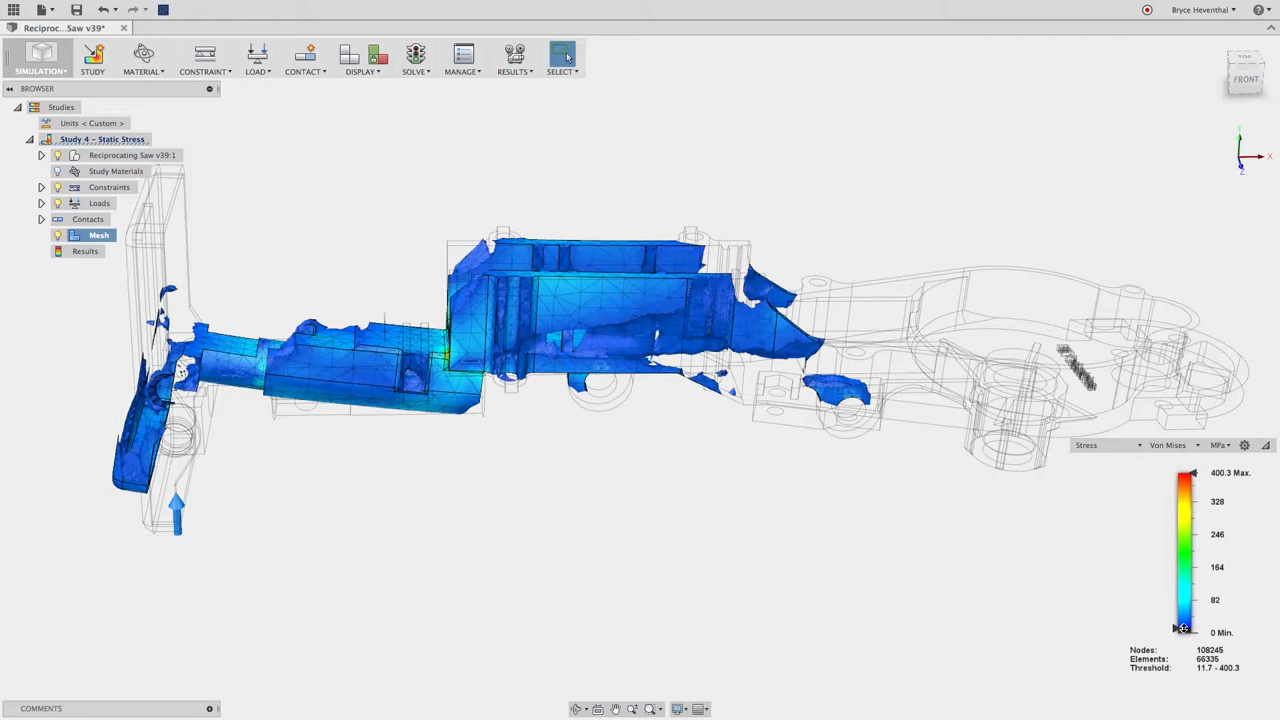 Bryce Heventhal
Reciproc...Saw v39*
SIMULATION
STUDY
MATERIAL
CONSTRAINT
LOAD
CONTACT
DISPLAY
SOLVE
MANAGE
RESULTS
SELECT
TOP
FRONT
BROWSER
Studies
Units < Custom >
Study 4 - Static Stress
Reciprocating Saw v39:1
Study Materials
Constraints
Loads
Contacts
Mesh
Results
Y
X
Z
Stress Von Mises MPa
400.3 Max.
328
246
164
82
0 Min.
Nodes: 108245
Elements: 66335
Threshold: 11.7 - 400.3
COMMENTS